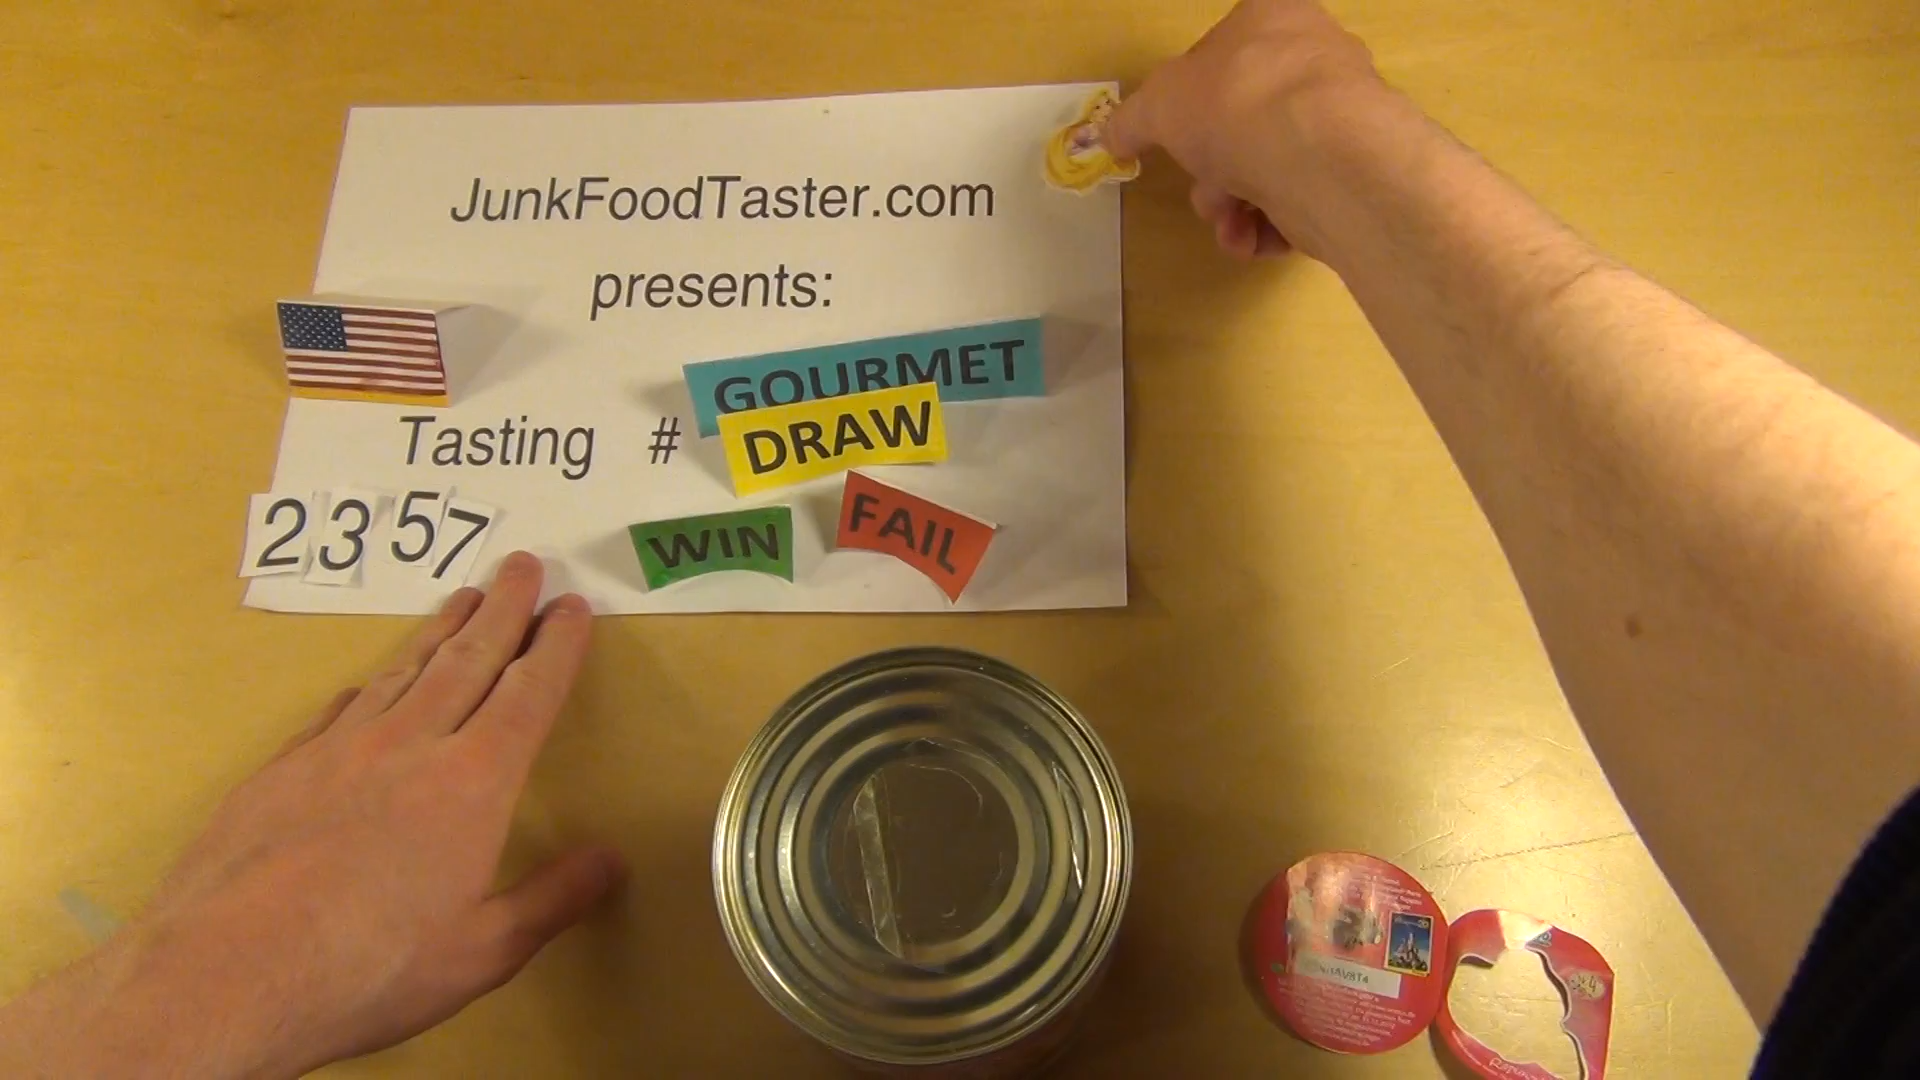 JunkFoodTaster.com
presents:
GOURMET
Tasting #
DRAW
2357
WIN
FAIL